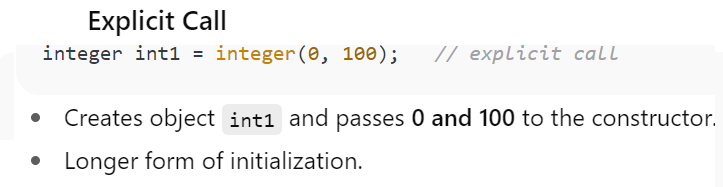 Explicit Call
integer int1 = integer(0, 100);   // explicit call
• Creates object int1 and passes 0 and 100 to the constructor.
• Longer form of initialization.